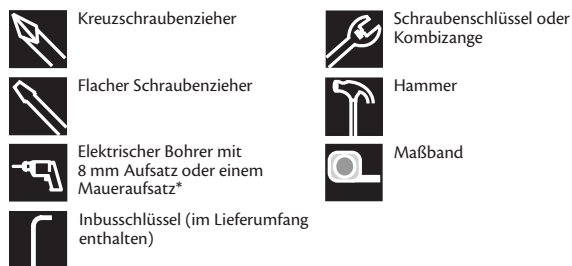 Kreuzschraubenzieher
Flacher Schraubenzieher
Elektrischer Bohrer mit
8 mm Aufsatz oder einem
Maueraufsatz*
Inbusschlüssel (im Lieferumfang
enthalten)
Schraubenschlüssel oder
Kombizange
Hammer
Maßband